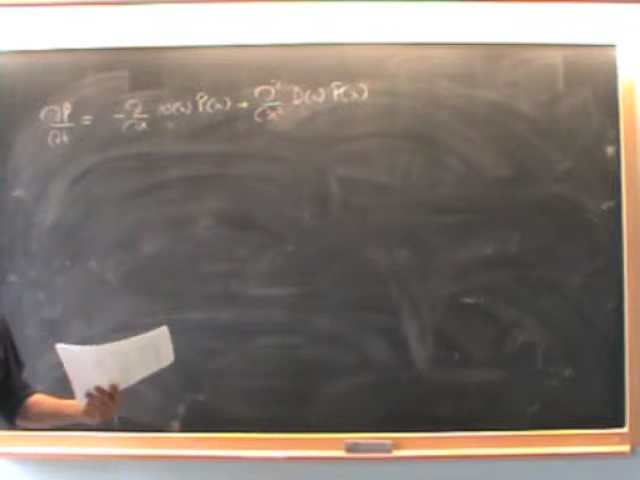 ∂P/∂t = -∂/∂x v(x) P(x) + ∂²/∂x² D(x) P(x)